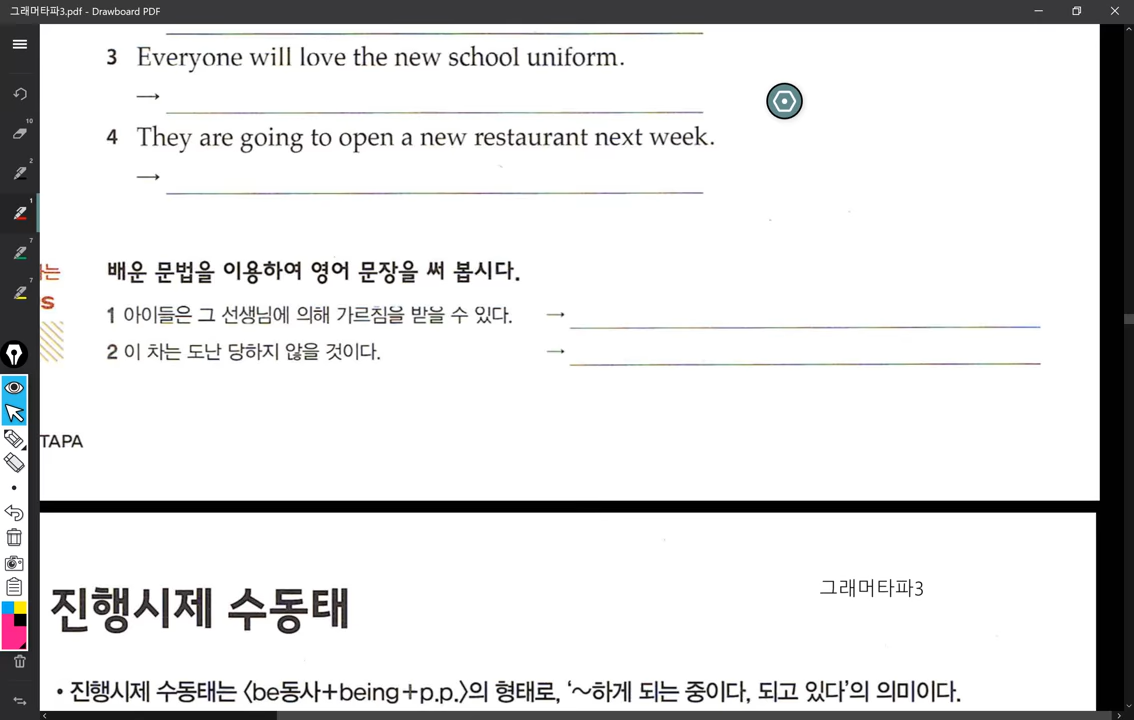 그래머타파3.pdf - Drawboard PDF
3 Everyone will love the new school uniform.
→
4 They are going to open a new restaurant next week.
→
배운 문법을 이용하여 영어 문장을 써 봅시다.
1 아이들은 그 선생님에 의해 가르침을 받을 수 있다. →
2 이 차는 도난 당하지 않을 것이다. →
는
s
TAPA
10
2
1
7
7
그래머타파3
진행시제 수동태
• 진행시제 수동태는 〈be동사+being+p.p.〉의 형태로, ‘~하게 되는 중이다, 되고 있다’의 의미이다.